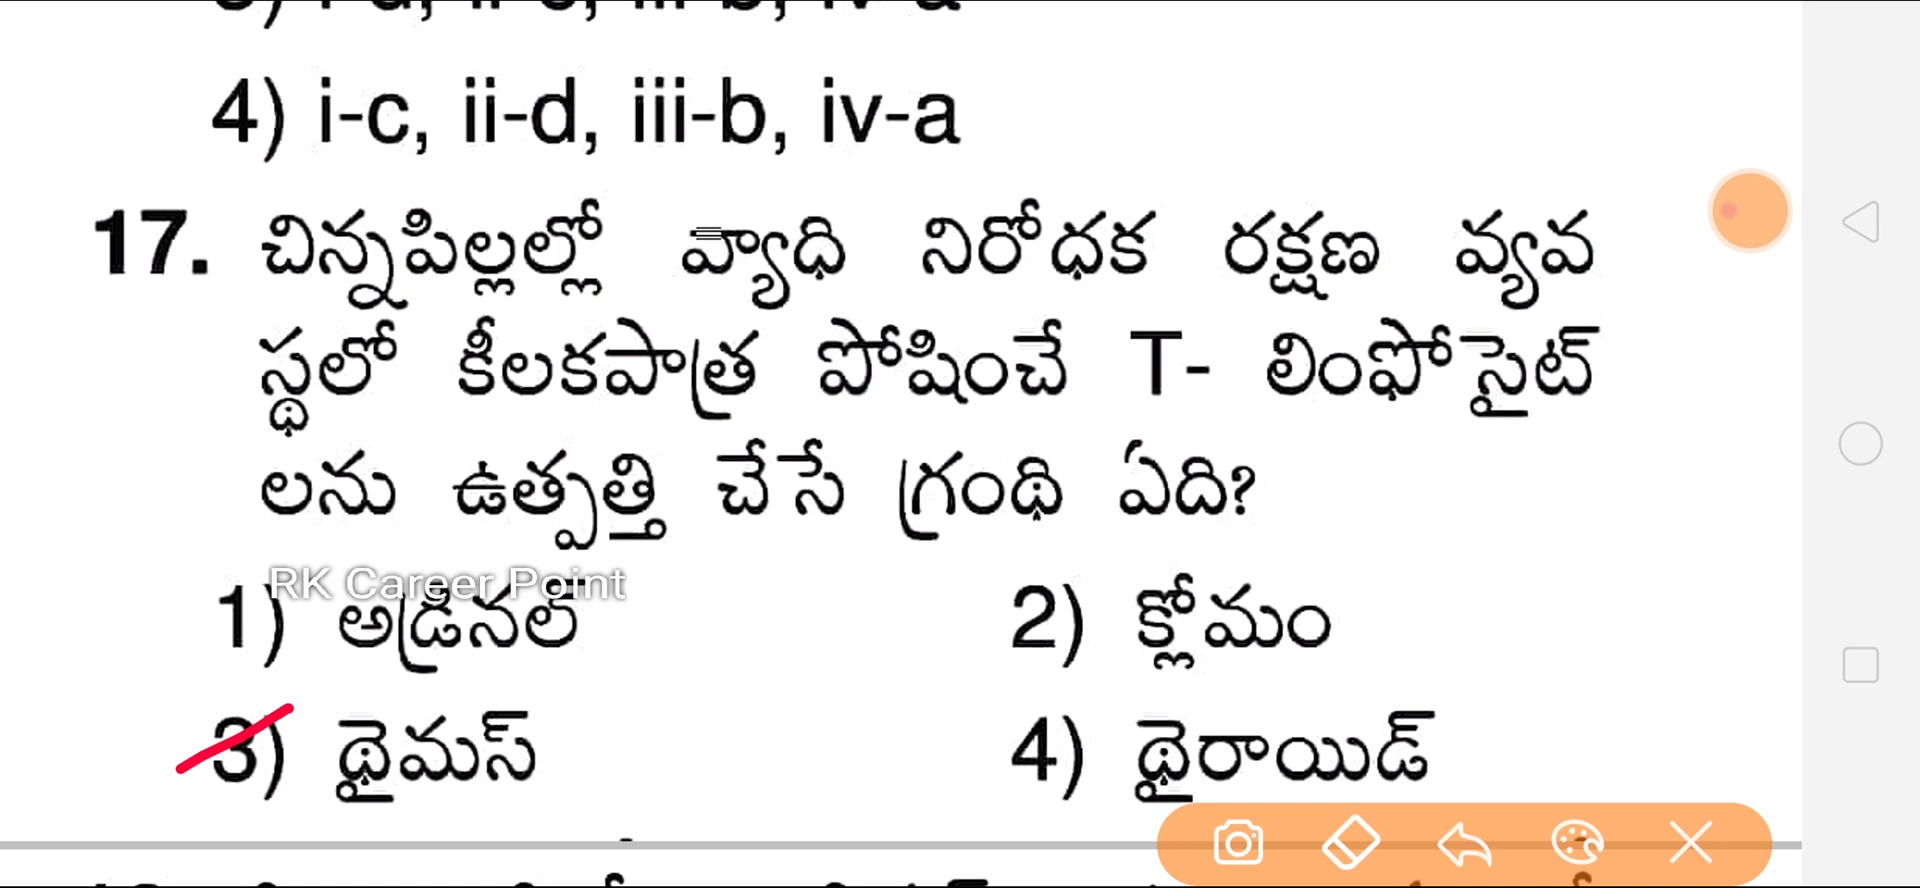 4) i-c, ii-d, iii-b, iv-a
17. చిన్నపిల్లల్లో వ్యాధి నిరోధక రక్షణ వ్యవ
స్థలో కీలకపాత్ర పోషించే T- లింఫోసైట్
లను ఉత్పత్తి చేసే గ్రంథి ఏది?
RK Career Point
1) అడ్రినల్ 2) క్లోమం
3) థైమస్ 4) థైరాయిడ్